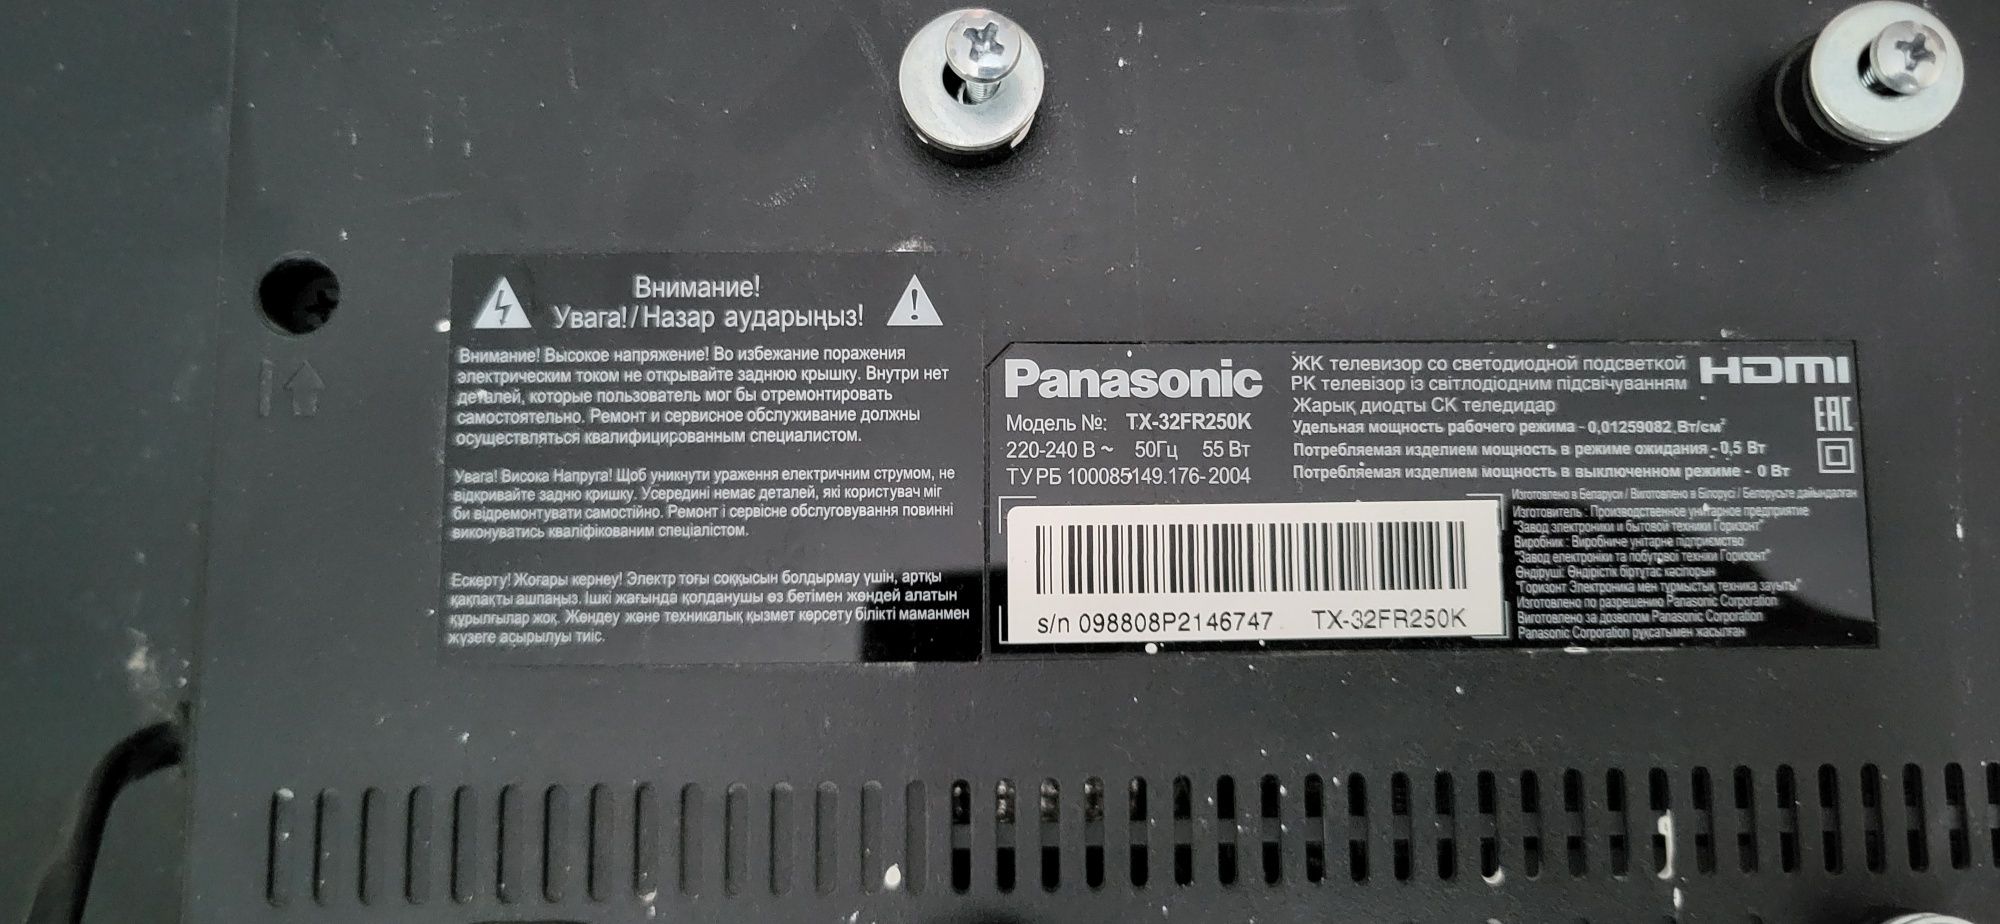 Внимание!
Увага!/Назар аударыңыз!
Внимание! Высокое напряжение! Во избежание поражения
электрическим током не открывайте заднюю крышку. Внутри нет
деталей, которые пользователь мог бы отремонтировать
самостоятельно. Ремонт и сервисное обслуживание должны
осуществляться квалифицированным специалистом.
Увага! Висока Напруга! Щоб уникнути ураження електричним струмом, не
відкривайте задню кришку. Усередині немає деталей, які користувач міг
би відремонтувати самостійно. Ремонт і сервісне обслуговування повинні
виконуватись кваліфікованим спеціалістом.
Ескерту! Жоғары кернеу! Электр тоғы соққысын болдырмау үшін, артқы
қақпақты ашпаңыз. Ішкі жағында қолданушы өз бетімен жөндей алатын
құрылғылар жоқ. Жөндеу және техникалық қызмет көрсету білікті маманмен
жүзеге асырылуы тиіс.
Panasonic
Модель №: TX-32FR250K
220-240 В ~ 50Гц 55 Вт
ТУ РБ 100085149.176-2004
ЖК телевизор со светодиодной подсветкой
РК телевізор із світлодіодним підсвічуванням
Жарық диодты СК теледидар
HDMI
Удельная мощность рабочего режима - 0,01259082 Вт/см²
Потребляемая изделием мощность в режиме ожидания - 0,5 Вт
Потребляемая изделием мощность в выключенном режиме - 0 Вт
EAC
Изготовлено в Беларуси / Виготовлено в Білорусі / Белорусьте дайындалған
Изготовитель : Производственное унитарное предприятие
"Завод электроники и бытовой техники Горизонт"
Виробник : Виробниче унітарне підприємство
"Завод електроніки та побутової техніки Горизонт"
Өндіруші: Өндірістік біртұтас кәсіпорын
"Горизонт Электроника мен тұрмыстық техника зауыты"
Изготовлено по разрешению Panasonic Corporation
Виготовлено за дозволом Panasonic Corporation
Panasonic Corporation рұқсатымен жасылған
s/n 098808P2146747 TX-32FR250K